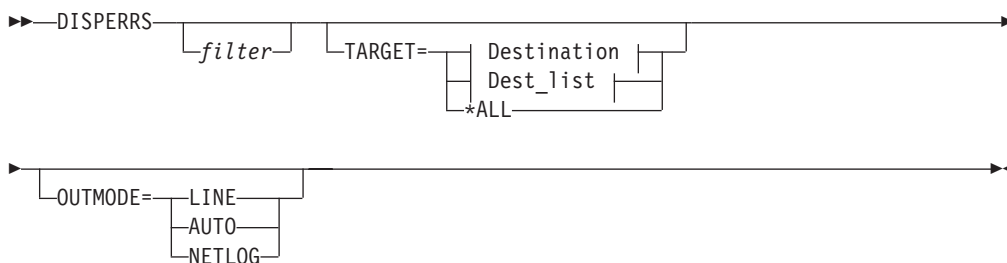 DISPERRS
filter
TARGET=
Destination
Dest_list
*ALL
OUTMODE=
LINE
AUTO
NETLOG